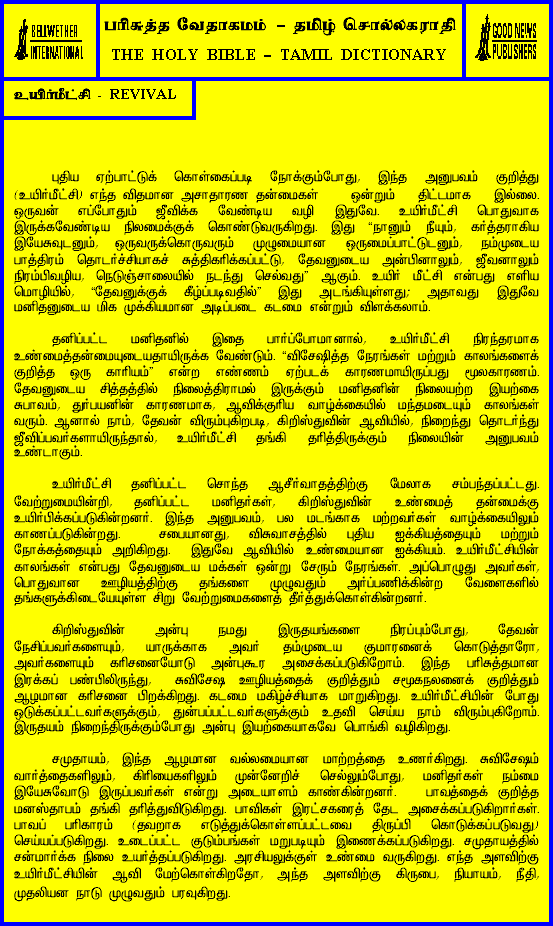 BELLWETHER
INTERNATIONAL
பரிசுத்த வேதாகமம் – தமிழ் சொல்லகராதி
THE HOLY BIBLE – TAMIL DICTIONARY
GOOD NEWS
PUBLISHERS
உயிர்மீட்சி - REVIVAL
புதிய ஏற்பாட்டுக் கொள்கைப்படி நோக்கும்போது, இந்த அனுபவம் குறித்து
(உயிர்மீட்சி) எந்த விதமான அசாதாரண தன்மைகள் ஒன்றும் திட்டமாக இல்லை.
ஒருவன் எப்போதும் ஜீவிக்க வேண்டிய வழி இதுவே. உயிர்மீட்சி பொதுவாக
இருக்கவேண்டிய நிலைமைக்குக் கொண்டுவருகிறது. இது “நானும் நீயும், கர்த்தராகிய
இயேசுவுடனும், ஒருவருக்கொருவரும் முழுமையான ஒருமைப்பாட்டுடனும், நம்முடைய
பாத்திரம் தொடர்ச்சியாகச் சுத்திகரிக்கப்பட்டு, தேவனுடைய அன்பினாலும், ஜீவனாலும்
நிரம்பிவழிய, நெடுஞ்சாலையில் நடந்து செல்வது” ஆகும். உயிர் மீட்சி என்பது எளிய
மொழியில், “தேவனுக்குக் கீழ்ப்படிவதில்” இது அடங்கியுள்ளது; அதாவது இதுவே
மனிதனுடைய மிக முக்கியமான அடிப்படை கடமை என்றும் விளக்கலாம்.
தனிப்பட்ட மனிதனில் இதை பார்ப்போமானால், உயிர்மீட்சி நிரந்தரமாக
உண்மைத்தன்மையுடையதாயிருக்க வேண்டும். “விசேஷித்த நேரங்கள் மற்றும் காலங்களைக்
குறித்த ஒரு காரியம்” என்ற எண்ணம் ஏற்படக் காரணமாயிருப்பது மூலகாரணம்.
தேவனுடைய சித்தத்தில் நிலைத்திராமல் இருக்கும் மனிதனின் நிலையற்ற இயற்கை
சுபாவம், துர்பயனின் காரணமாக, ஆவிக்குரிய வாழ்க்கையில் மந்தமடையும் காலங்கள்
வரும். ஆனால் நாம், தேவன் விரும்புகிறபடி, கிறிஸ்துவின் ஆவியில், நிறைந்து தொடர்ந்து
ஜீவிப்பவர்களாயிருந்தால், உயிர்மீட்சி தங்கி தரித்திருக்கும் நிலையின் அனுபவம்
உண்டாகும்.
உயிர்மீட்சி தனிப்பட்ட சொந்த ஆசீர்வாதத்திற்கு மேலாக சம்பந்தப்பட்டது.
வேற்றுமையின்றி, தனிப்பட்ட மனிதர்கள், கிறிஸ்துவின் உண்மைத் தன்மைக்கு
உயிர்பிக்கப்படுகின்றனர். இந்த அனுபவம், பல மடங்காக மற்றவர்கள் வாழ்க்கையிலும்
காணப்படுகின்றது. சபையானது, விசுவாசத்தில் புதிய ஐக்கியத்தையும் மற்றும்
நோக்கத்தையும் அறிகிறது. இதுவே ஆவியில் உண்மையான ஐக்கியம். உயிர்மீட்சியின்
காலங்கள் என்பது தேவனுடைய மக்கள் ஒன்று சேரும் நேரங்கள். அப்பொழுது அவர்கள்,
பொதுவான ஊழியத்திற்கு தங்களை முழுவதும் அர்ப்பணிக்கின்ற வேளைகளில்
தங்களுக்கிடையேயுள்ள சிறு வேற்றுமைகளைத் தீர்த்துக்கொள்கின்றனர்.
கிறிஸ்துவின் அன்பு நமது இருதயங்களை நிரப்பும்போது, தேவன்
நேசிப்பவர்களையும், யாருக்காக அவர் தம்முடைய குமாரனைக் கொடுத்தாரோ,
அவர்களையும் கரிசனையோடு அன்புகூர அசைக்கப்படுகிறோம். இந்த பரிசுத்தமான
இரக்கப் பண்பிலிருந்து, சுவிசேஷ ஊழியத்தைக் குறித்தும் சமூகநலனைக் குறித்தும்
ஆழமான கரிசனை பிறக்கிறது. கடமை மகிழ்ச்சியாக மாறுகிறது. உயிர்மீட்சியின் போது
ஒடுக்கப்பட்டவர்களுக்கும், துன்பப்பட்டவர்களுக்கும் உதவி செய்ய நாம் விரும்புகிறோம்.
இருதயம் நிறைந்திருக்கும்போது அன்பு இயற்கையாகவே பொங்கி வழிகிறது.
சமுதாயம், இந்த ஆழமான வல்லமையான மாற்றத்தை உணர்கிறது. சுவிசேஷம்
வார்த்தைகளிலும், கிரியைகளிலும் முன்னேறிச் செல்லும்போது, மனிதர்கள் நம்மை
இயேசுவோடு இருப்பவர்கள் என்று அடையாளம் காண்கின்றனர். பாவத்தைக் குறித்த
மனஸ்தாபம் தங்கி தரித்துவிடுகிறது. பாவிகள் இரட்சகரைத் தேட அசைக்கப்படுகிறார்கள்.
பாவப் பரிகாரம் (தவறாக எடுத்துக்கொள்ளப்பட்டவை திருப்பி கொடுக்கப்படுவது)
செய்யப்படுகிறது. உடைப்பட்ட குடும்பங்கள் மறுபடியும் இணைக்கப்படுகிறது. சமுதாயத்தில்
சன்மார்க்க நிலை உயர்த்தப்படுகிறது. அரசியலுக்குள் உண்மை வருகிறது. எந்த அளவிற்கு
உயிர்மீட்சியின் ஆவி மேற்கொள்கிறதோ, அந்த அளவிற்கு கிருபை, நியாயம், நீதி,
முதலியன நாடு முழுவதும் பரவுகிறது.